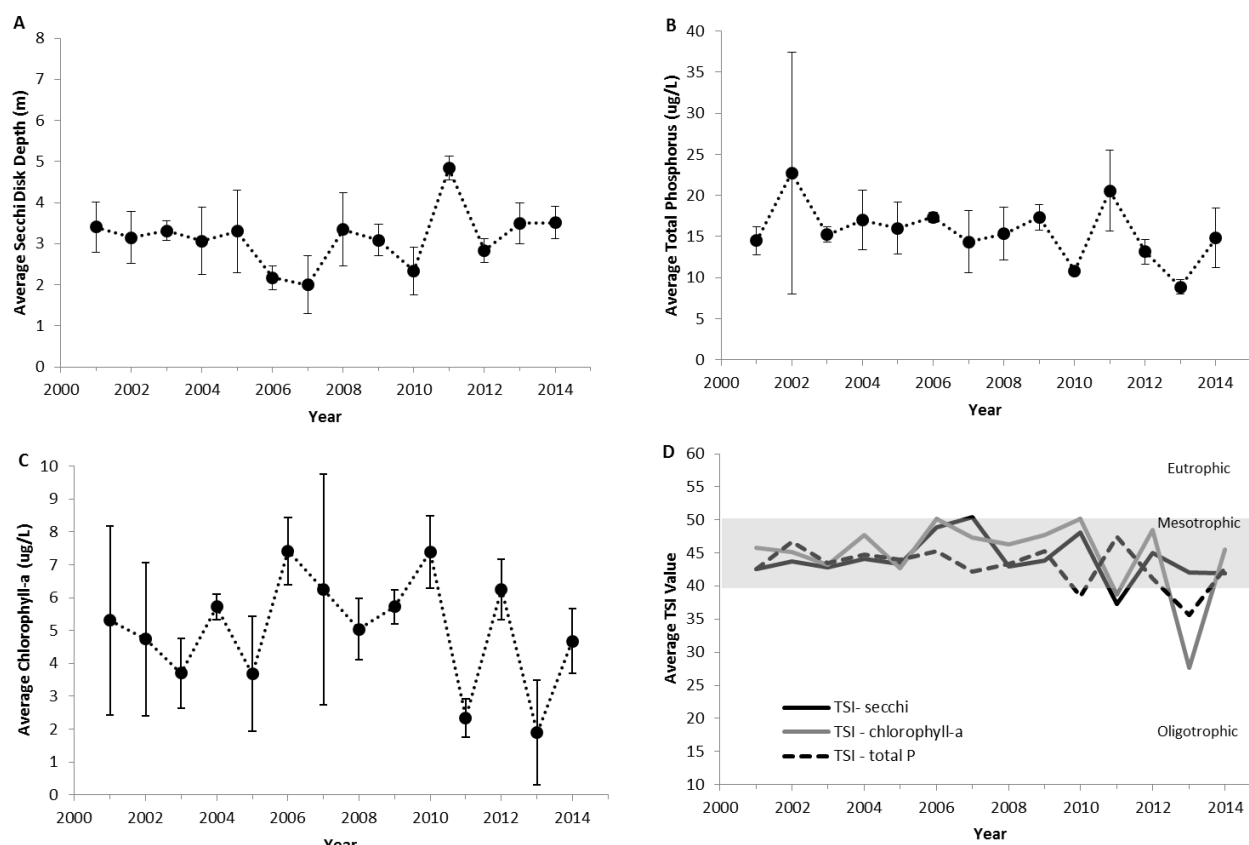 A
Average Secchi Disk Depth (m)
8
7
6
5
4
3
2
1
0
2000 2002 2004 2006 2008 2010 2012 2014
Year
B
Average Total Phosphorus (ug/L)
40
35
30
25
20
15
10
5
0
2000 2002 2004 2006 2008 2010 2012 2014
Year
C
Average Chlorophyll-a (ug/L)
10
9
8
7
6
5
4
3
2
1
0
2000 2002 2004 2006 2008 2010 2012 2014
Year
D
Average TSI Value
60
55
50
45
40
35
30
25
20
15
10
Eutrophic
Mesotrophic
Oligotrophic
TSI- secchi
TSI - chlorophyll-a
TSI - total P
2000 2002 2004 2006 2008 2010 2012 2014
Year